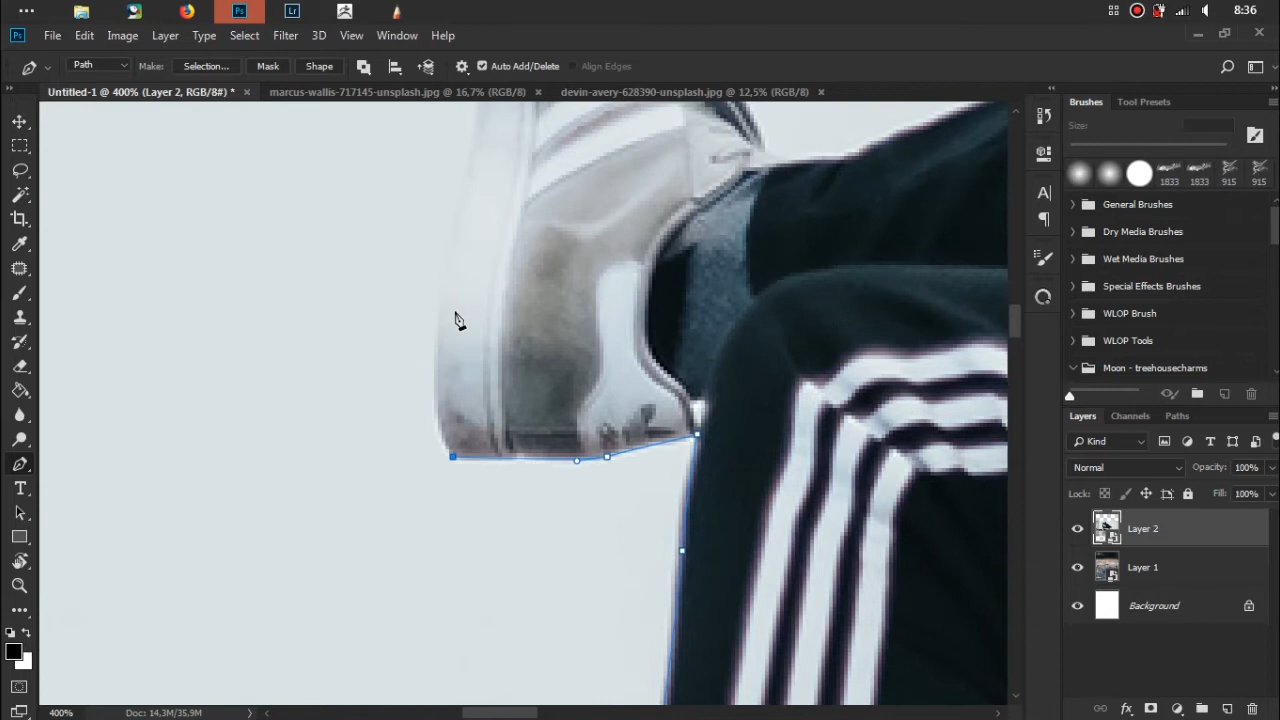 Ps Lr 8:36
Ps File Edit Image Layer Type Select Filter 3D View Window Help
Path Make: Selection... Mask Shape Auto Add/Delete Align Edges
Untitled-1 @ 400% (Layer 2, RGB/8#) * × marcus-wallis-717145-unsplash.jpg @ 16,7% (RGB/8) × devin-avery-628390-unsplash.jpg @ 12,5% (RGB/8) ×
Brushes Tool Presets
Size:
1833 1833 915 915
General Brushes
Dry Media Brushes
Wet Media Brushes
Special Effects Brushes
WLOP Brush
WLOP Tools
Moon - treehousecharms
Layers Channels Paths
Kind
Normal Opacity: 100%
Lock: Fill: 100%
Layer 2
Layer 1
Background
400% Doc: 14,3M/35,9M